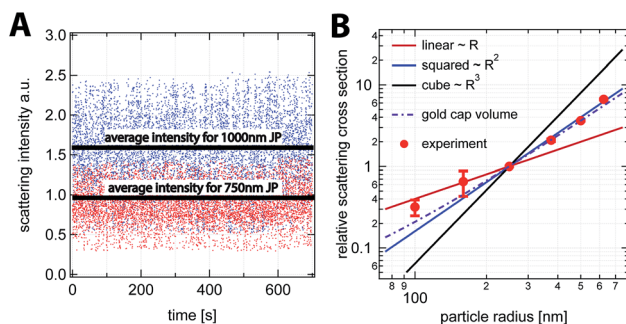 A
scattering intensity a.u.
3.0
2.5
2.0
1.5
1.0
0.5
0.0
average intensity for 1000nm JP
average intensity for 750nm JP
0
200
400
600
time [s]
B
relative scattering cross section
4
2
10
6
4
2
1
6
4
2
0.1
6
4
linear ~ R
squared ~ R²
cube ~ R³
gold cap volume
experiment
8
9
100
2
3
4
5
6
7
particle radius [nm]